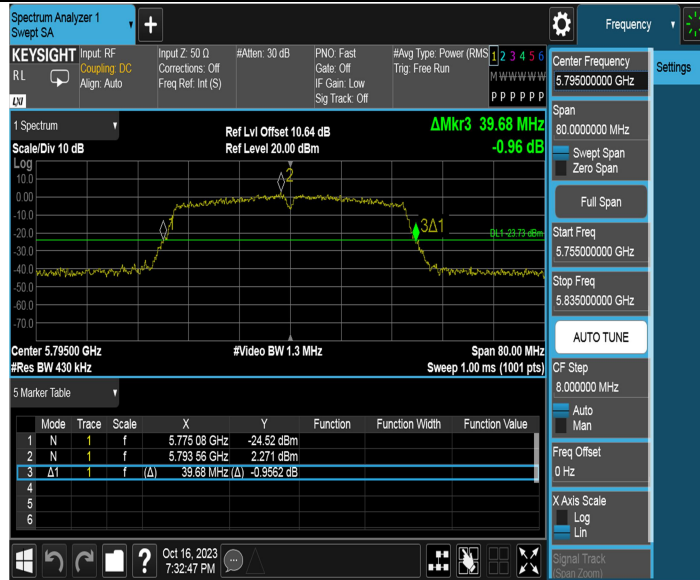 Spectrum Analyzer 1
Swept SA
+
Frequency
KEYSIGHT
RL
LXI
Input: RF
Coupling: DC
Align: Auto
Input Z: 50 Ω
Corrections: Off
Freq Ref: Int (S)
#Atten: 30 dB
PNO: Fast
Gate: Off
IF Gain: Low
Sig Track: Off
#Avg Type: Power (RMS
Trig: Free Run
1 2 3 4 5 6
M W W W W W
P P P P P P
1 Spectrum
Scale/Div 10 dB
Ref Lvl Offset 10.64 dB
Ref Level 20.00 dBm
ΔMkr3 39.68 MHz
-0.96 dB
Log
10.0
0.00
-10.0
-20.0
-30.0
-40.0
-50.0
-60.0
-70.0
1
2
3Δ1
DL1 -23.73 dBm
Center 5.79500 GHz
#Res BW 430 kHz
#Video BW 1.3 MHz
Span 80.00 MHz
Sweep 1.00 ms (1001 pts)
5 Marker Table
Mode Trace Scale X Y Function Function Width Function Value
1 N 1 f 5.775 08 GHz -24.52 dBm
2 N 1 f 5.793 56 GHz 2.271 dBm
3 Δ1 1 f (Δ) 39.68 MHz (Δ) -0.9562 dB
4
5
6
?
Oct 16, 2023
7:32:47 PM
Center Frequency
5.795000000 GHz
Span
80.0000000 MHz
Swept Span
Zero Span
Full Span
Start Freq
5.755000000 GHz
Stop Freq
5.835000000 GHz
AUTO TUNE
CF Step
8.000000 MHz
Auto
Man
Freq Offset
0 Hz
X Axis Scale
Log
Lin
Signal Track
(Span Zoom)
Settings